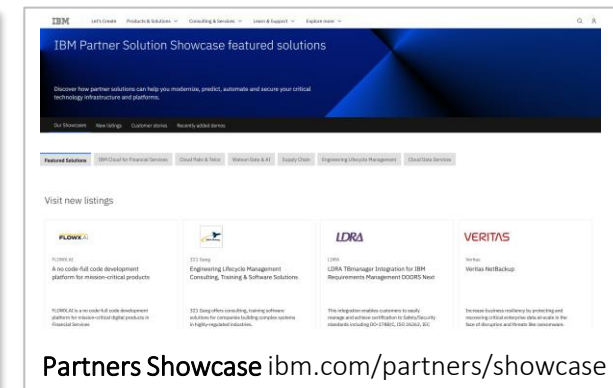 IBM Let's Create Products & Solutions Consulting & Services Learn & Support Explore more
IBM Partner Solution Showcase featured solutions
Discover how partner solutions can help you modernize, predict, automate and secure your critical
technology infrastructure and platforms.
Our Showcase New listings Customer stories Recently added demos
Featured Solutions IBM Cloud for Financial Services Cloud Paks & Telco Watson Data & AI Supply Chain Engineering Lifecycle Management Cloud Data Services
Visit new listings
FLOWX.AI
LDRA
VERITAS
FLOWX.AI
A no code-full code development
platform for mission-critical products
FLOWX.AI is a no code-full code development
platform for mission-critical digital products in
Financial Services
321 Gang
Engineering Lifecycle Management
Consulting, Training & Software Solutions
321 Gang offers consulting, training software
solutions for companies building complex systems
in highly-regulated industries.
LDRA
LDRA TBmanager Integration for IBM
Requirements Management DOORS Next
This integration enables customers to easily
manage and achieve certification to Safety/Security
standards including DO-178B/C, ISO 26262, IEC
Veritas
Veritas NetBackup
Increase business resiliency by protecting and
recovering critical enterprise data at-scale in the
face of disruption and threats like ransomware.
Partners Showcase ibm.com/partners/showcase